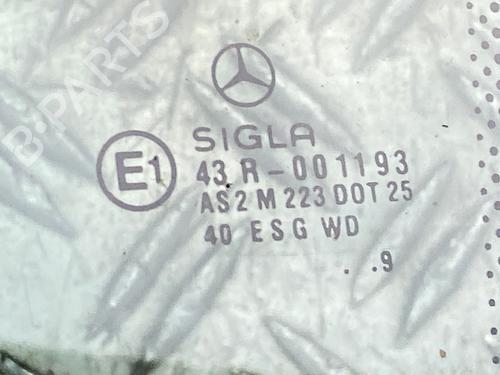 B-PARTS
SIGLA
E1
43 R-001193
AS2 M 223 DOT 25
40 ESG WD
. .9